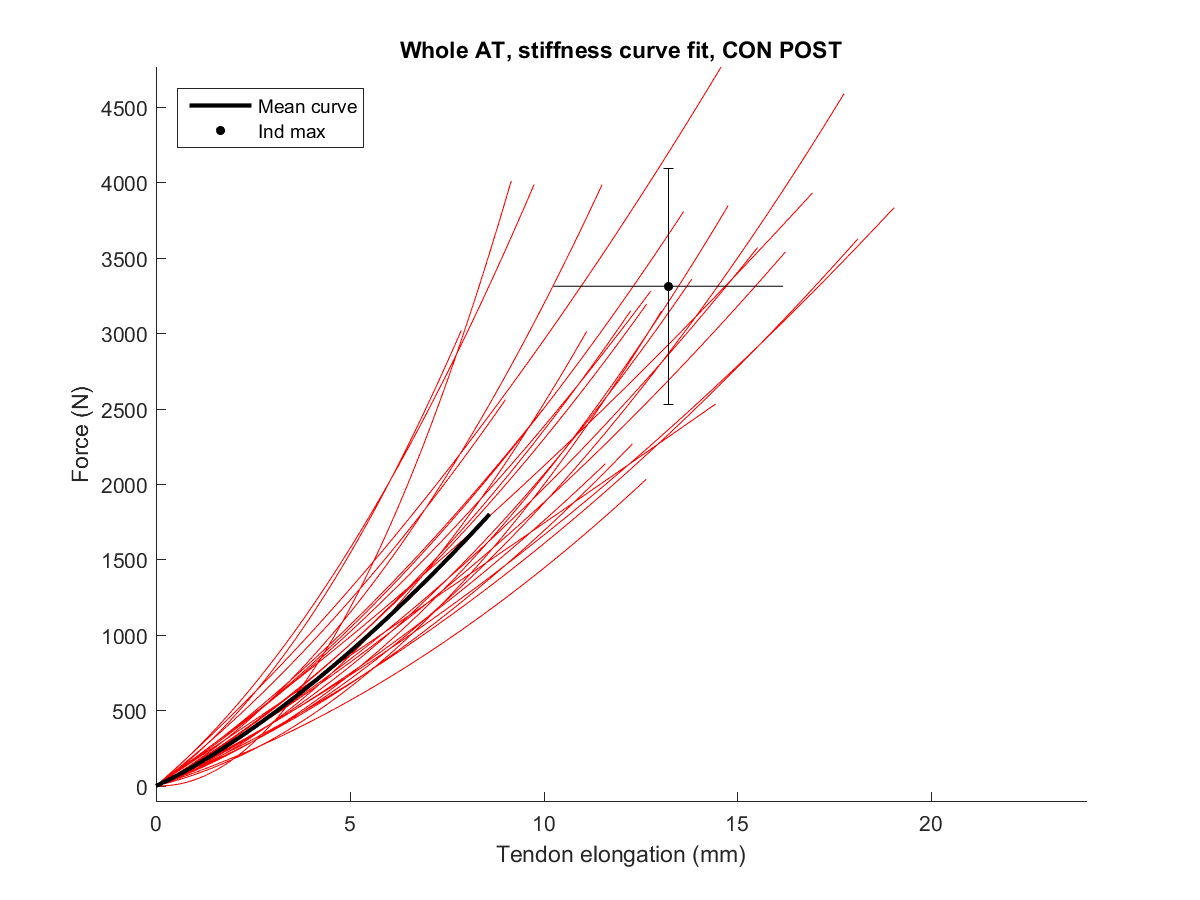 Whole AT, stiffness curve fit, CON POST
Mean curve
Ind max
4500
4000
3500
3000
2500
2000
1500
1000
500
0
Force (N)
0 5 10 15 20
Tendon elongation (mm)